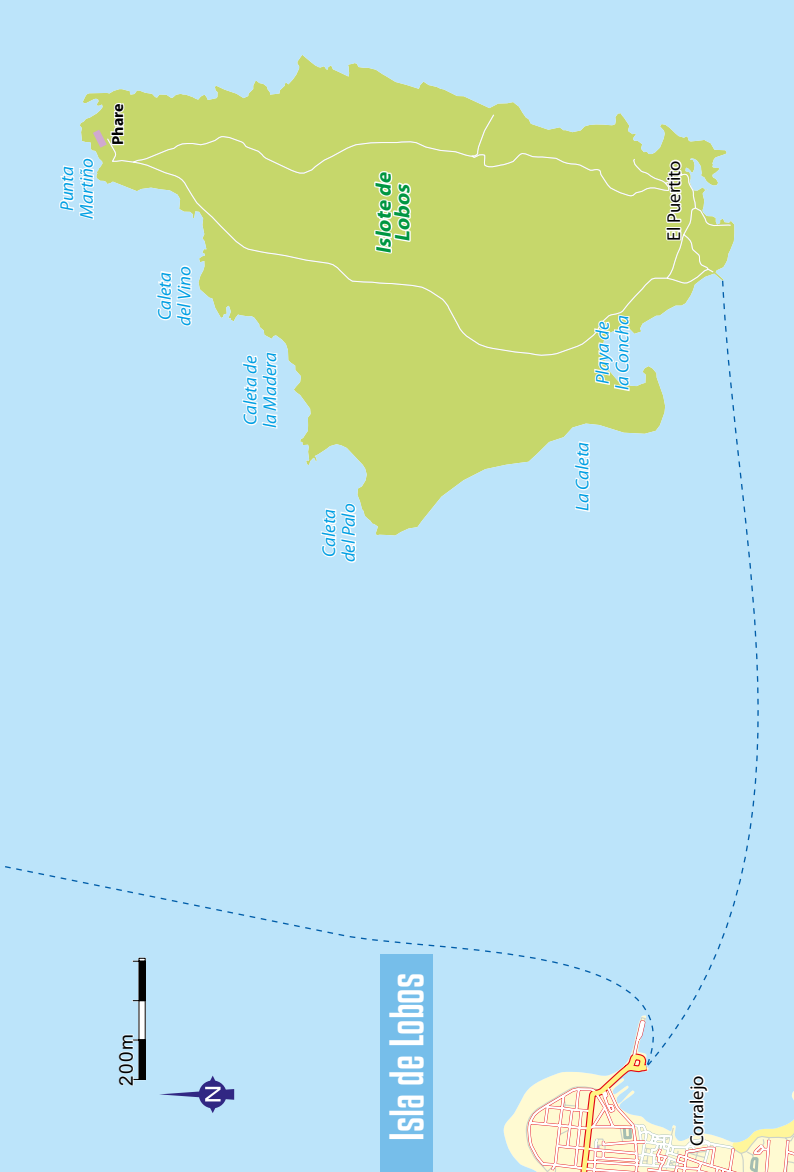 Phare
Punta
Martiño
Caleta
del Vino
Caleta de
la Madera
Caleta
del Palo
Islote de
Lobos
El Puertito
Playa de
la Concha
La Caleta
200m
N
Isla de Lobos
Corralejo